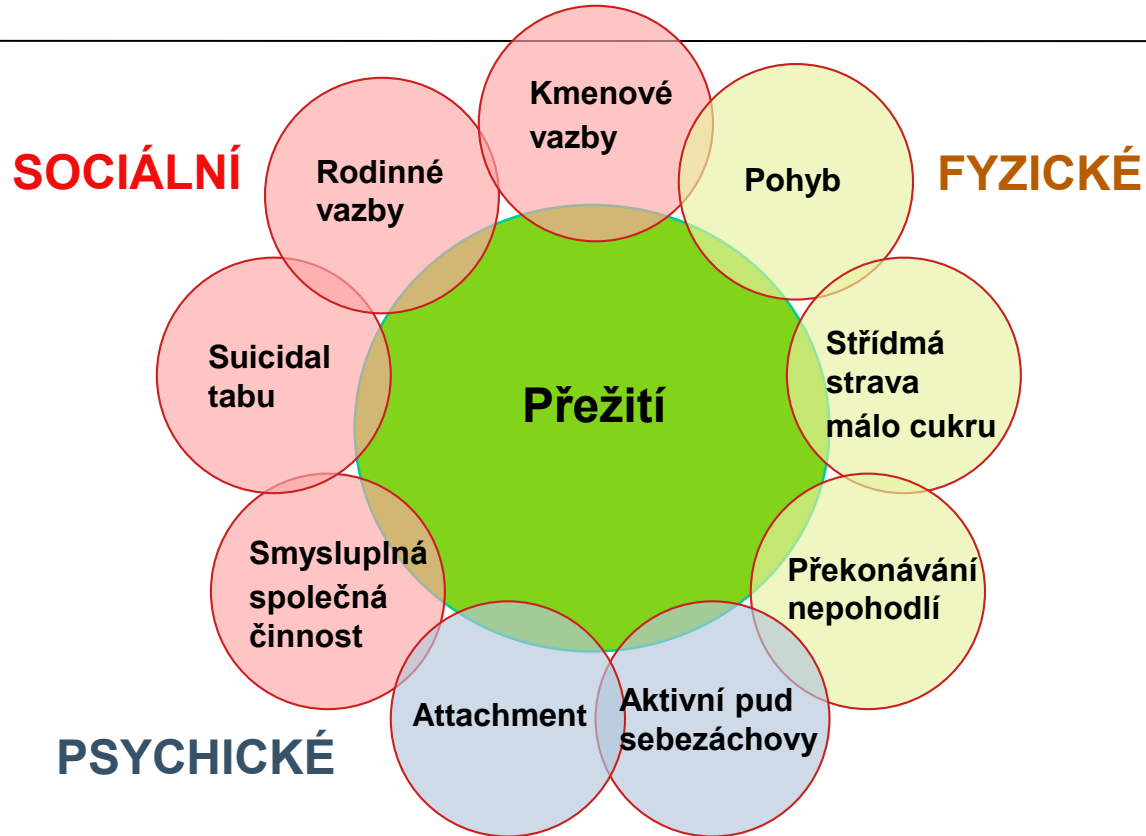 Kmenové
vazby
SOCIÁLNÍ
Rodinné
vazby
Pohyb
FYZICKÉ
Suicidal
tabu
Přežití
Střídmá
strava
málo cukru
Smysluplná
společná
činnost
Překonávání
nepohodlí
Attachment
Aktivní pud
sebezáchovy
PSYCHICKÉ